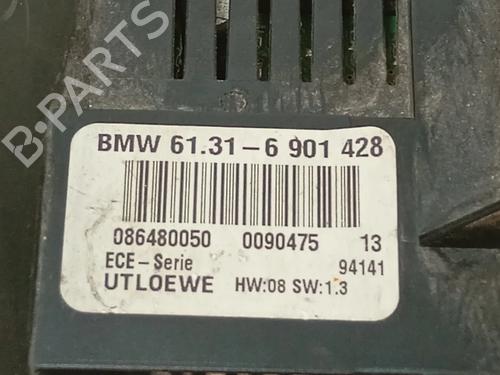 B-PARTS
BMW 61.31-6 901 428
086480050 0090475 13
ECE-Serie 94141
UTLOEWE HW:08 SW:1.3